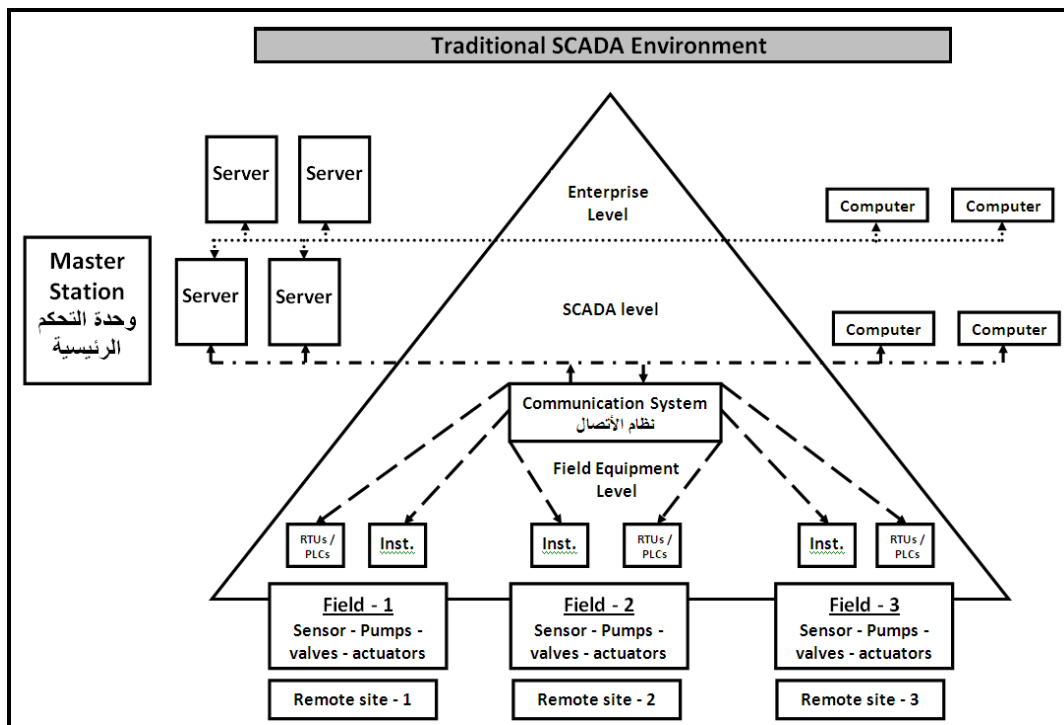 Traditional SCADA Environment
Server
Server
Enterprise
Level
Computer
Computer
Master
Station
وحدة التحكم
الرئيسية
Server
Server
SCADA level
Computer
Computer
Communication System
نظام الأتصال
Field Equipment
Level
RTUs /
PLCs
Inst.
Inst.
RTUs /
PLCs
Inst.
RTUs /
PLCs
Field - 1
Sensor - Pumps -
valves - actuators
Field - 2
Sensor - Pumps -
valves - actuators
Field - 3
Sensor - Pumps -
valves - actuators
Remote site - 1
Remote site - 2
Remote site - 3